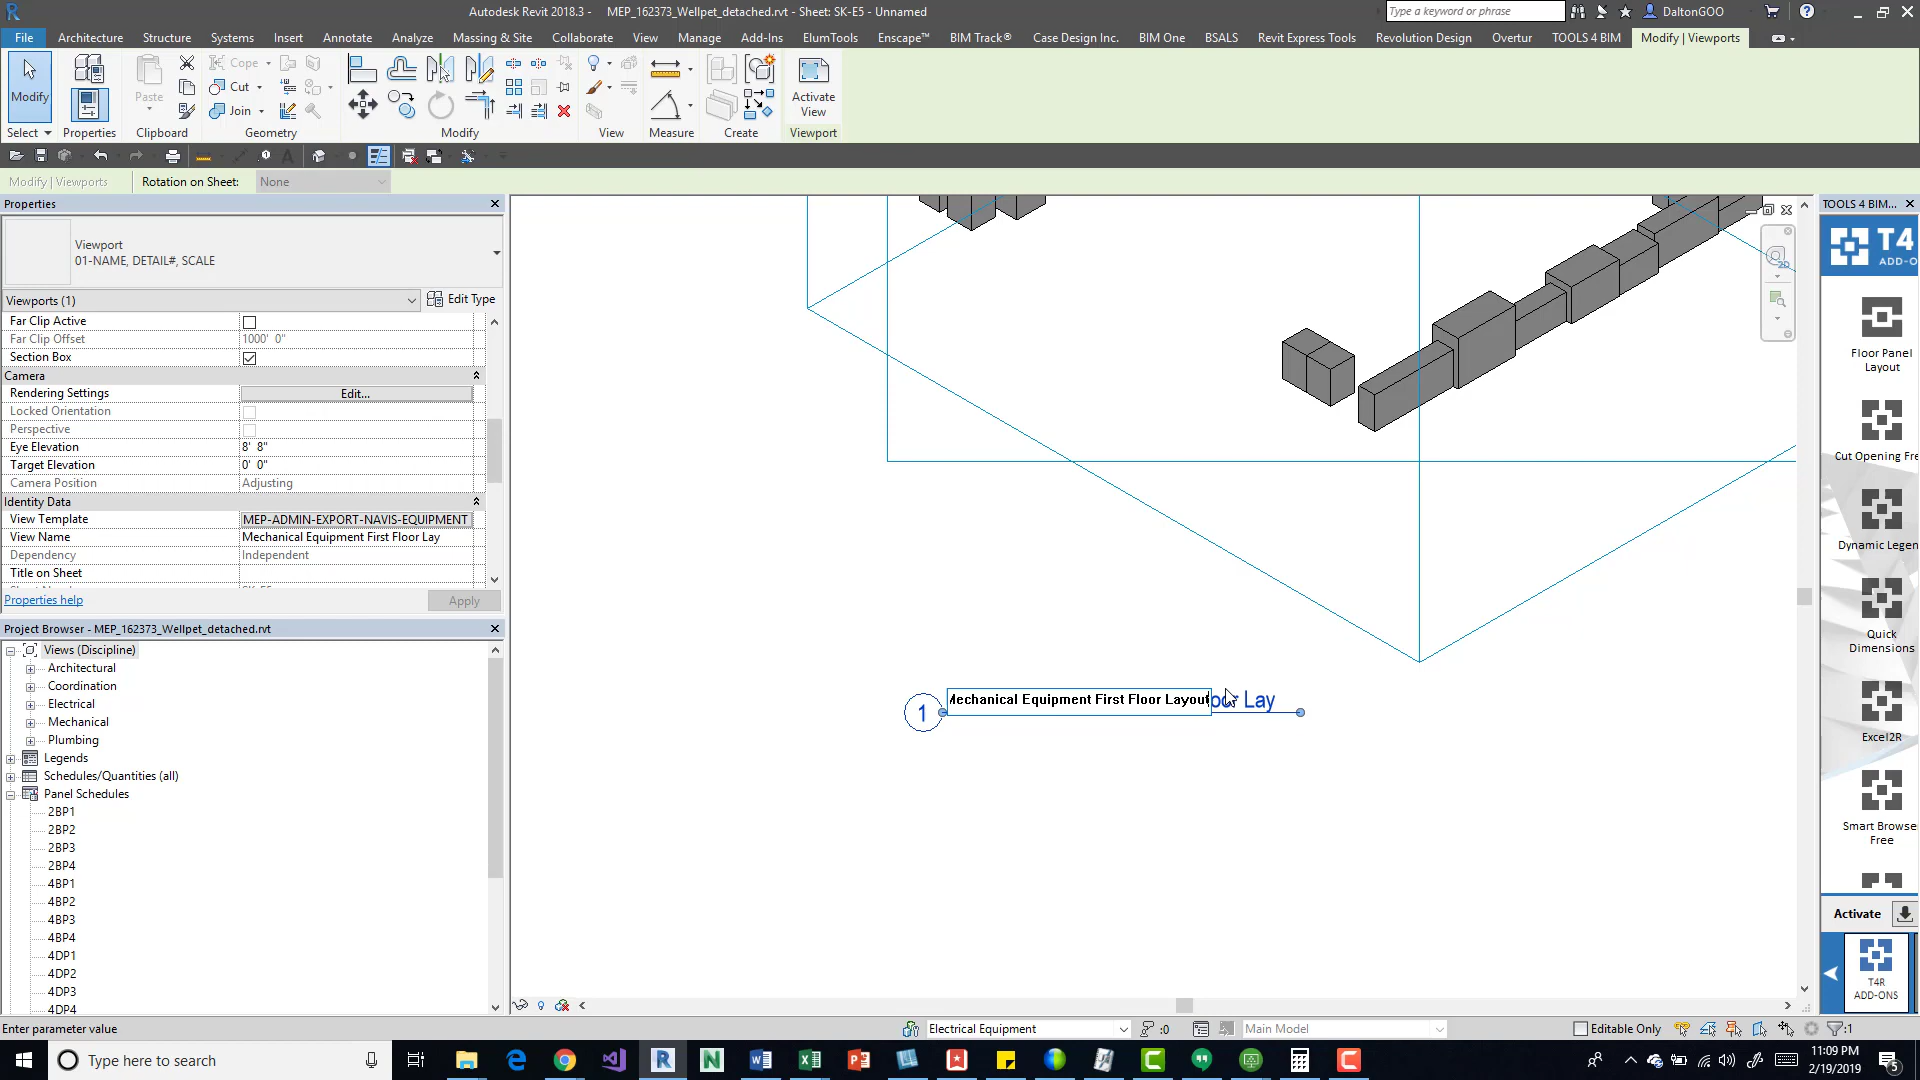 Autodesk Revit 2018.3 - MEP_162373_Wellpet_detached.rvt - Sheet: SK-E5 - Unnamed
Type a keyword or phrase
DaltonGOO
File Architecture Structure Systems Insert Annotate Analyze Massing & Site Collaborate View Manage Add-Ins ElumTools Enscape™ BIM Track® Case Design Inc. BIM One BSALS Revit Express Tools Revolution Design Overtur TOOLS 4 BIM Modify | Viewports
Modify Paste Cope Cut Join Activate View
Select Properties Clipboard Geometry Modify View Measure Create Viewport
Modify | Viewports Rotation on Sheet: None
Properties
Viewport
01-NAME, DETAIL#, SCALE
Viewports (1) Edit Type
Far Clip Active
Far Clip Offset 1000' 0"
Section Box
Camera
Rendering Settings Edit...
Locked Orientation
Perspective
Eye Elevation 8' 8"
Target Elevation 0' 0"
Camera Position Adjusting
Identity Data
View Template MEP-ADMIN-EXPORT-NAVIS-EQUIPMENT
View Name Mechanical Equipment First Floor Lay
Dependency Independent
Title on Sheet
Properties help Apply
Project Browser - MEP_162373_Wellpet_detached.rvt
Views (Discipline)
Architectural
Coordination
Electrical
Mechanical
Plumbing
Legends
Schedules/Quantities (all)
Panel Schedules
2BP1
2BP2
2BP3
2BP4
4BP1
4BP2
4BP3
4BP4
4DP1
4DP2
4DP3
4DP4
1 Mechanical Equipment First Floor Layout oor Lay
TOOLS 4 BIM...
T4
ADD-O
Floor Panel
Layout
Cut Opening Fre
Dynamic Legen
Quick
Dimensions
Excel2R
Smart Browse
Free
Activate
T4R
ADD-ONS
Enter parameter value Electrical Equipment :0 Main Model Editable Only :1
Type here to search
11:09 PM
2/19/2019
5